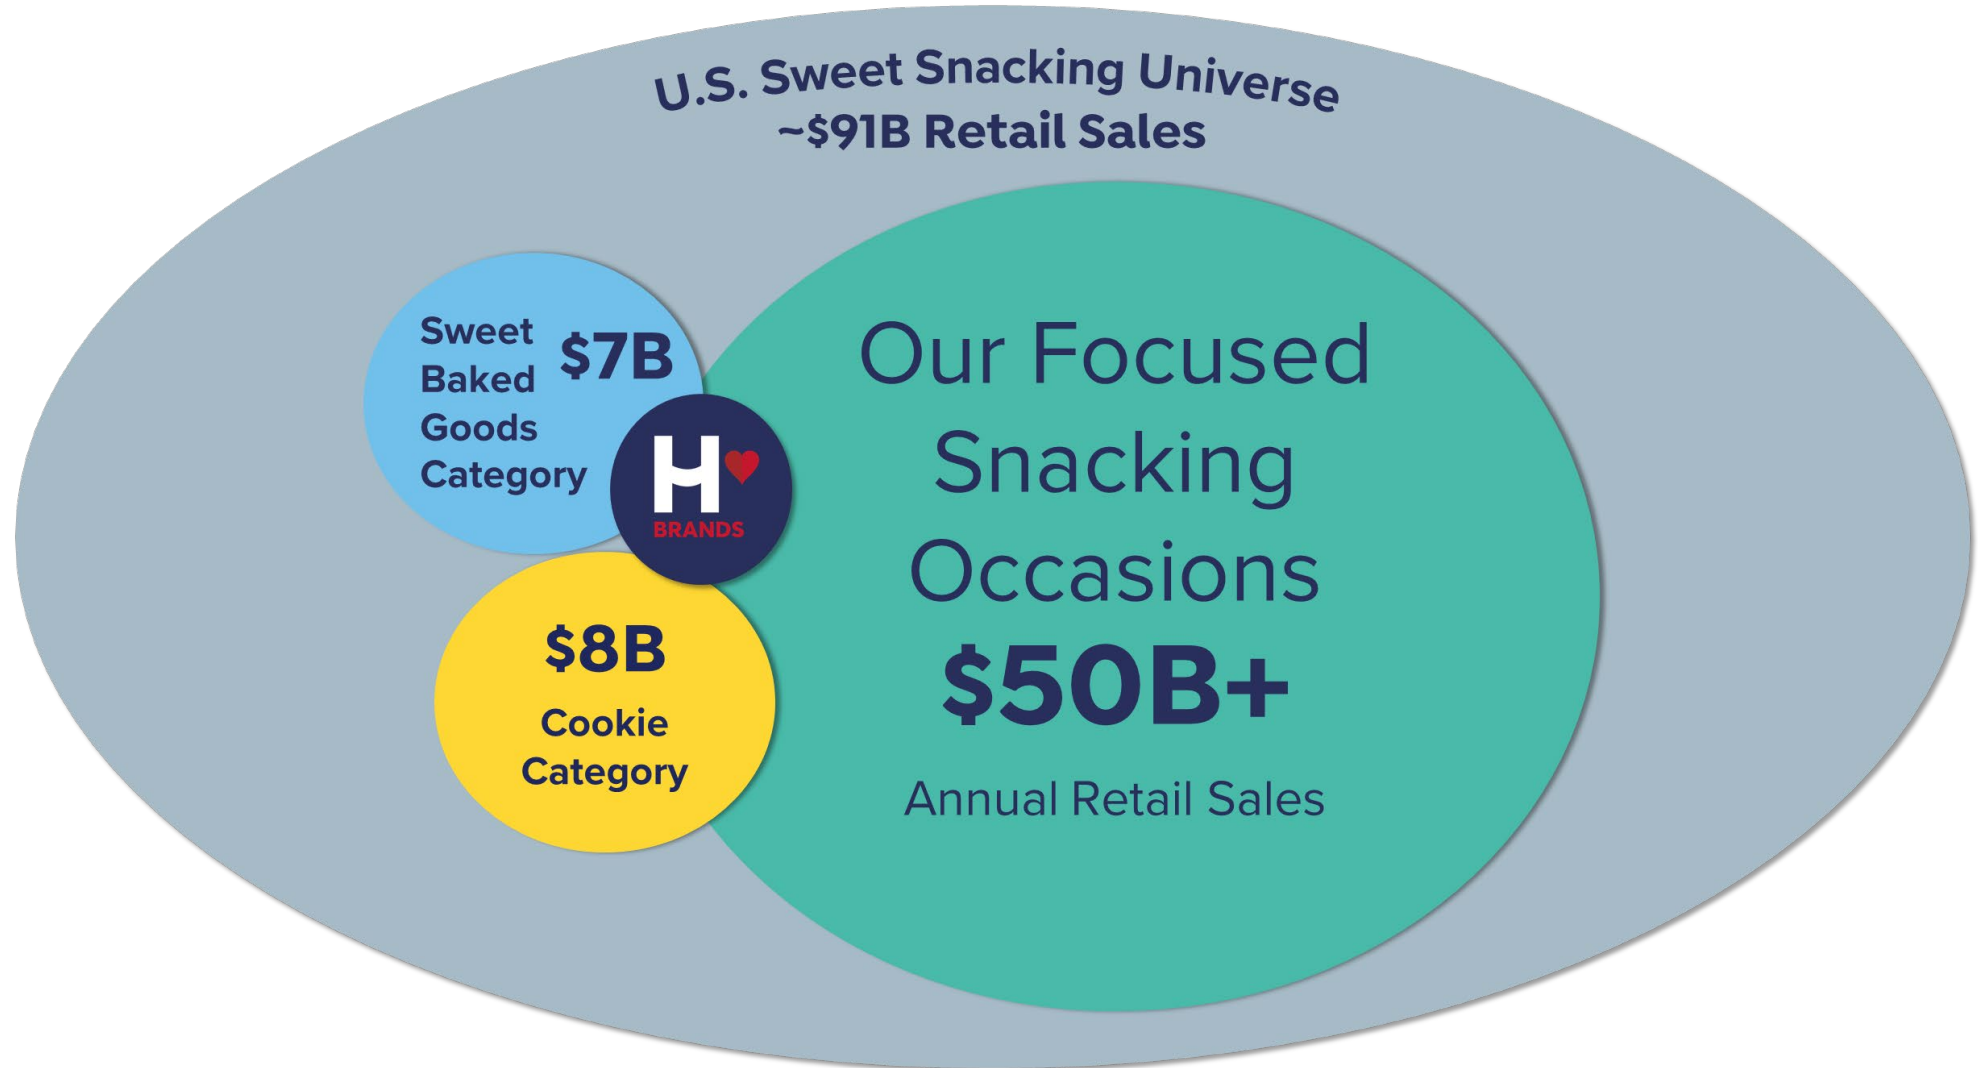 U.S. Sweet Snacking Universe
~$91B Retail Sales
Sweet
Baked
Goods
Category
$7B
H
BRANDS
$8B
Cookie
Category
Our Focused
Snacking
Occasions
$50B+
Annual Retail Sales